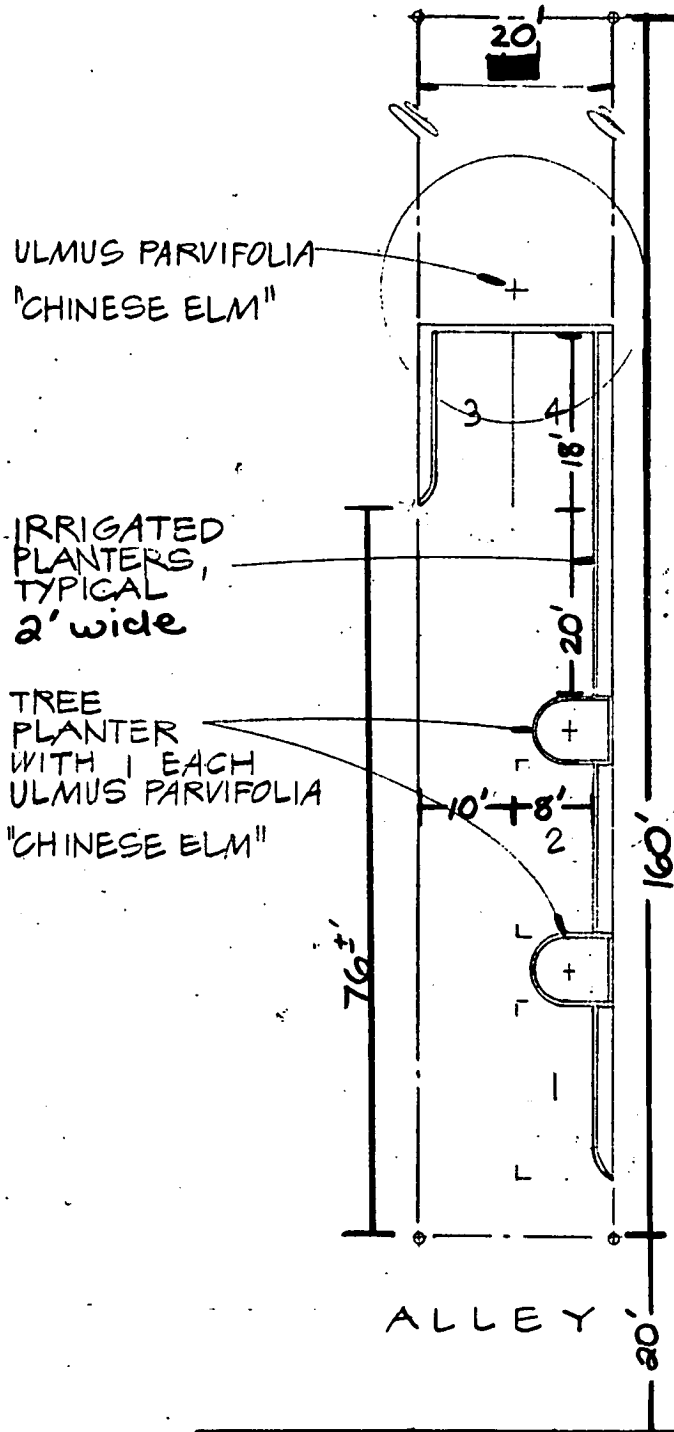 20'
ULMUS PARVIFOLIA
"CHINESE ELM"
3 4
18'
IRRIGATED
PLANTERS,
TYPICAL
2' wide
20'
TREE
PLANTER
WITH 1 EACH
ULMUS PARVIFOLIA
"CHINESE ELM"
10' 8'
2
160'
76±'
1
ALLEY
20'